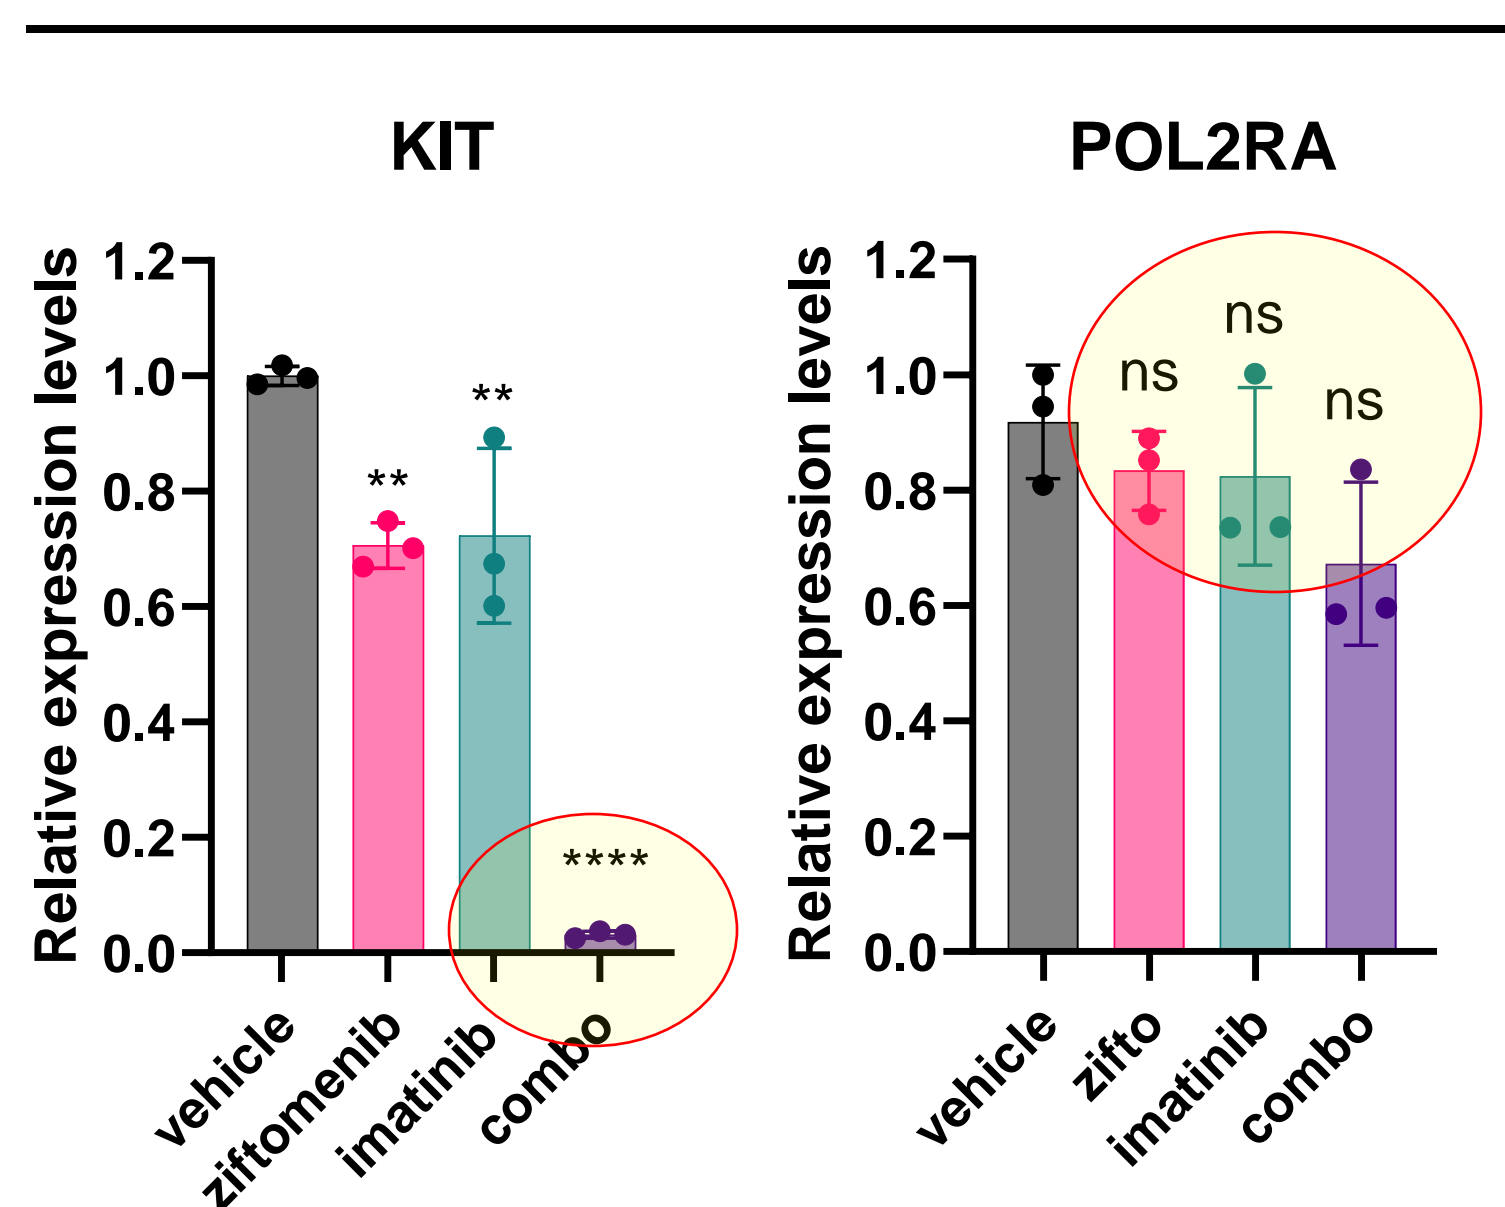 KIT
Relative expression levels
1.2
1.0
0.8
0.6
0.4
0.2
0.0
**
**
****
vehicle
ziftomenib
imatinib
combo
POL2RA
Relative expression levels
1.2
1.0
0.8
0.6
0.4
0.2
0.0
ns
ns
ns
vehicle
zifto
imatinib
combo